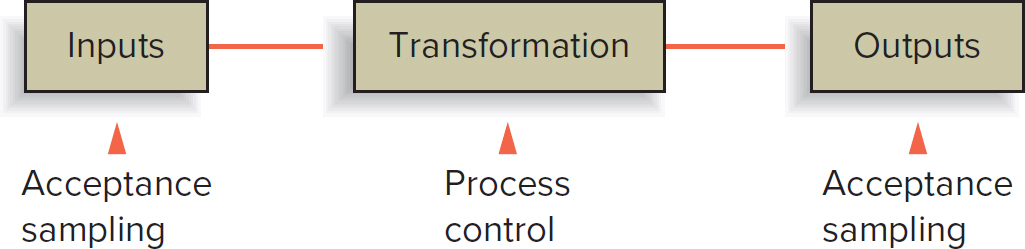 Inputs
Transformation
Outputs
Acceptance
sampling
Process
control
Acceptance
sampling